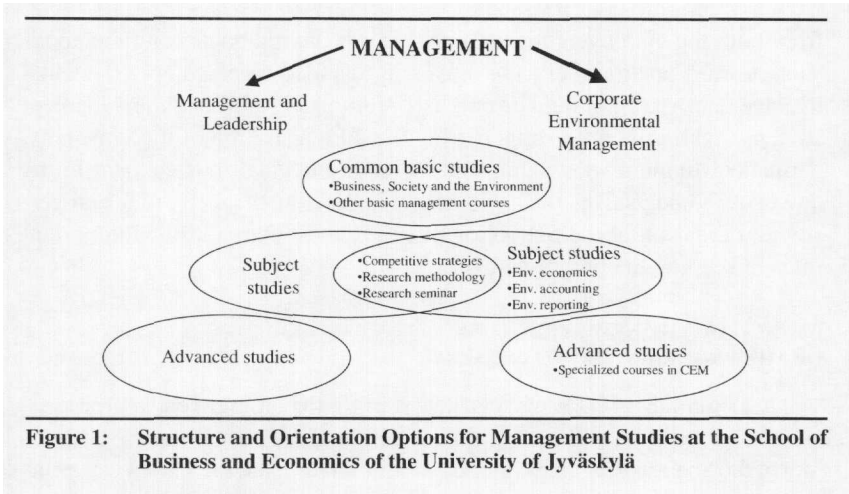 MANAGEMENT
Management and
Leadership
Corporate
Environmental
Management
Common basic studies
•Business, Society and the Environment
•Other basic management courses
Subject
studies
•Competitive strategies
•Research methodology
•Research seminar
Subject studies
•Env. economics
•Env. accounting
•Env. reporting
Advanced studies
Advanced studies
•Specialized courses in CEM
Figure 1: Structure and Orientation Options for Management Studies at the School of
Business and Economics of the University of Jyväskylä